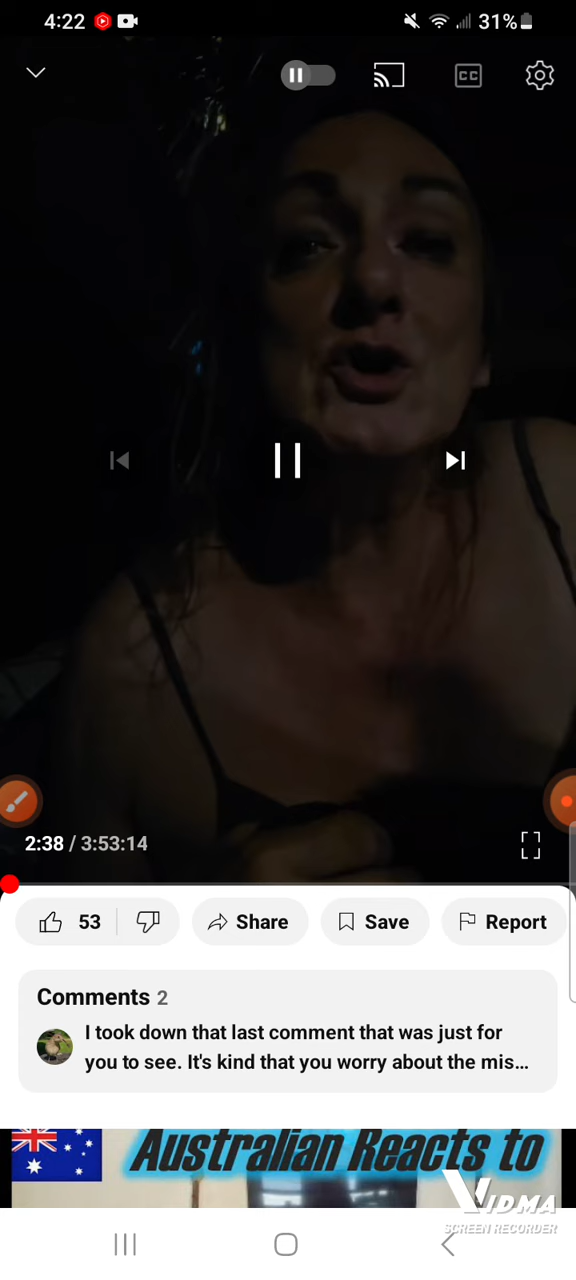 4:22
31%
CC
2:38 / 3:53:14
53
Share
Save
Report
Comments 2
I took down that last comment that was just for
you to see. It's kind that you worry about the mis...
Australian Reacts to
VIDMA
SCREEN RECORDER